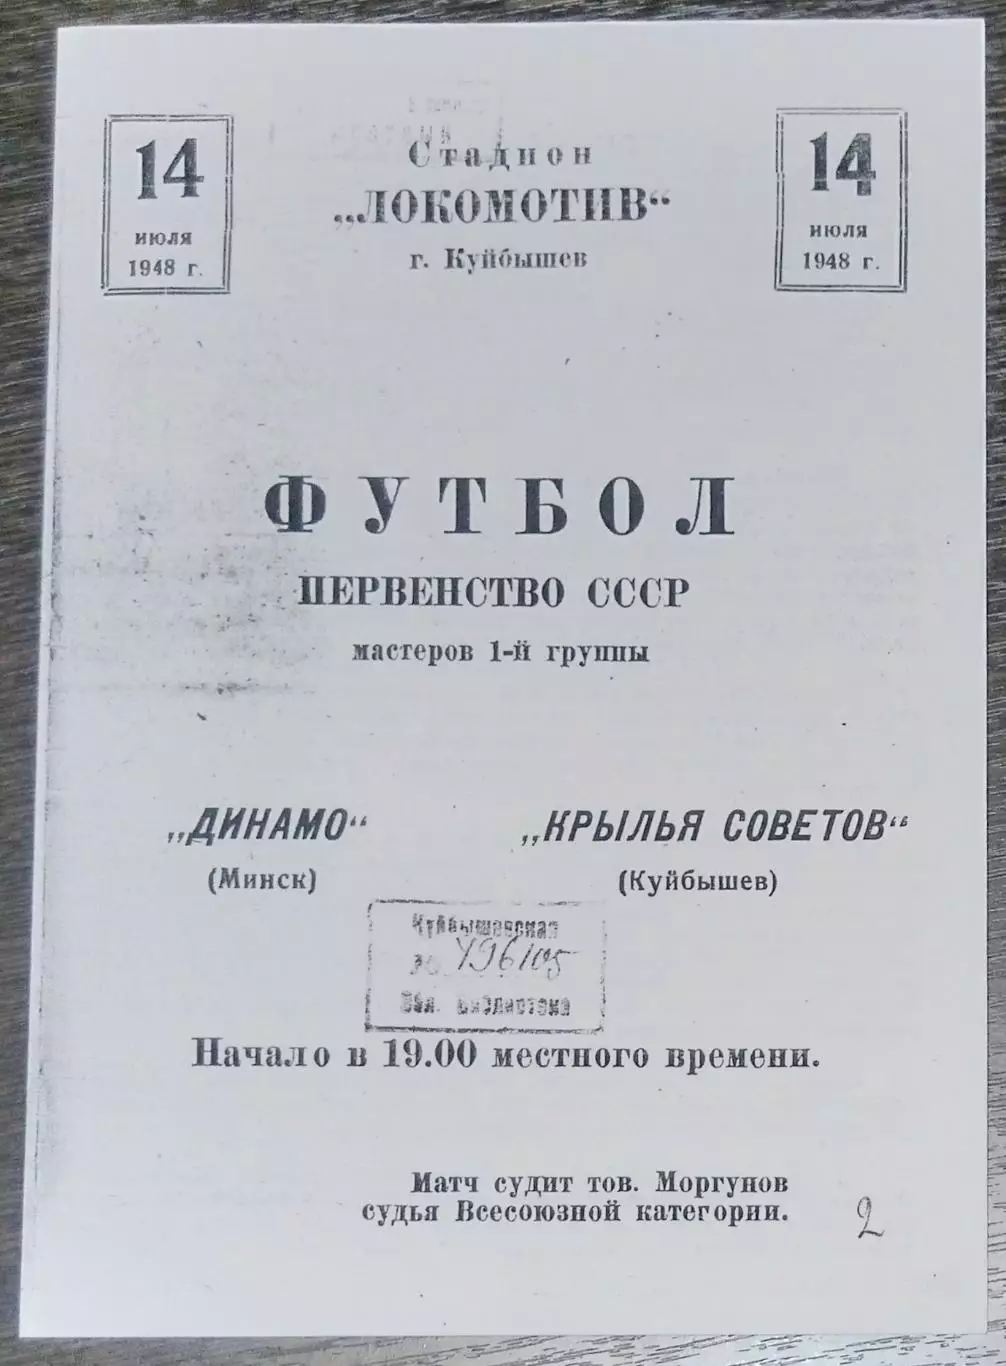 14
июля
1948 г.
Стадион
„ЛОКОМОТИВ“
г. Куйбышев
14
июля
1948 г.
ФУТБОЛ
ПЕРВЕНСТВО СССР
мастеров 1-й группы
„ДИНАМО“
(Минск)
„КРЫЛЬЯ СОВЕТОВ“
(Куйбышев)
Куйбышевская
496105
Обл. Библиотека
Начало в 19.00 местного времени.
Матч судит тов. Моргунов
судья Всесоюзной категории.
2